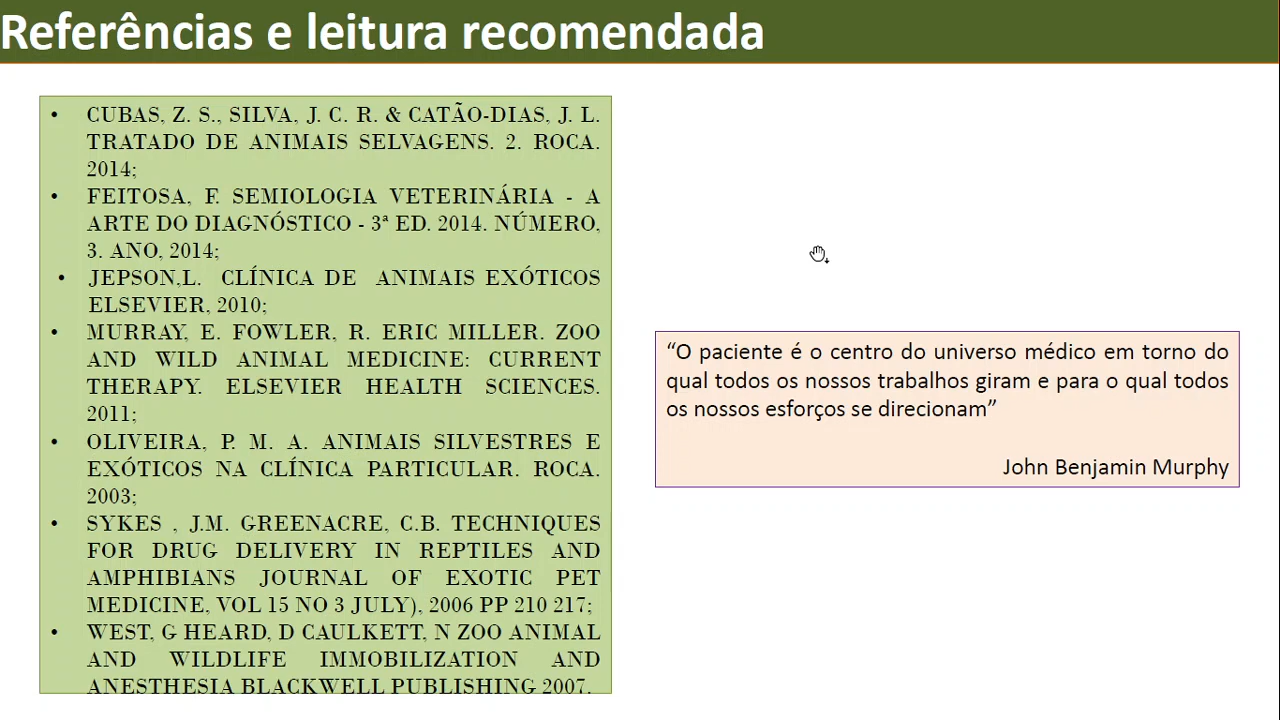 Referências e leitura recomendada
• CUBAS, Z. S., SILVA, J. C. R. & CATÃO-DIAS, J. L.
TRATADO DE ANIMAIS SELVAGENS. 2. ROCA.
2014;
• FEITOSA, F. SEMIOLOGIA VETERINÁRIA - A
ARTE DO DIAGNÓSTICO - 3ª ED. 2014. NÚMERO,
3. ANO, 2014;
• JEPSON,L. CLÍNICA DE ANIMAIS EXÓTICOS
ELSEVIER, 2010;
• MURRAY, E. FOWLER, R. ERIC MILLER. ZOO
AND WILD ANIMAL MEDICINE: CURRENT
THERAPY. ELSEVIER HEALTH SCIENCES.
2011;
• OLIVEIRA, P. M. A. ANIMAIS SILVESTRES E
EXÓTICOS NA CLÍNICA PARTICULAR. ROCA.
2003;
• SYKES , J.M. GREENACRE, C.B. TECHNIQUES
FOR DRUG DELIVERY IN REPTILES AND
AMPHIBIANS JOURNAL OF EXOTIC PET
MEDICINE, VOL 15 NO 3 JULY), 2006 PP 210 217;
• WEST, G HEARD, D CAULKETT, N ZOO ANIMAL
AND WILDLIFE IMMOBILIZATION AND
ANESTHESIA BLACKWELL PUBLISHING 2007.
“O paciente é o centro do universo médico em torno do
qual todos os nossos trabalhos giram e para o qual todos
os nossos esforços se direcionam”
John Benjamin Murphy